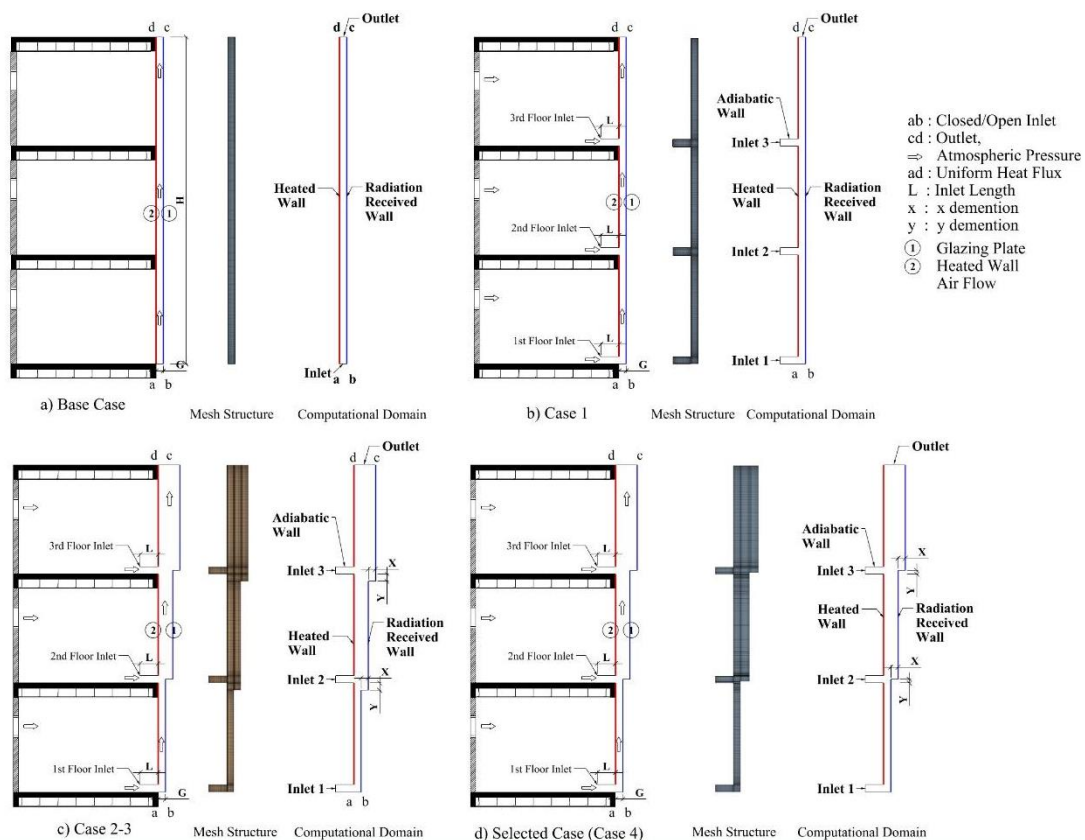 d c
H
2 1
G
a b
a) Base Case
Outlet
d c
Heated
Wall
Radiation
Received
Wall
Inlet
a b
Mesh Structure
Computational Domain
d c
L
3rd Floor Inlet
2 1
L
2nd Floor Inlet
L
1st Floor Inlet
G
a b
b) Case 1
Outlet
d c
Adiabatic
Wall
Inlet 3
Heated
Wall
Radiation
Received
Wall
Inlet 2
Inlet 1
a b
Mesh Structure
Computational Domain
ab : Closed/Open Inlet
cd : Outlet,
⇨ Atmospheric Pressure
ad : Uniform Heat Flux
L : Inlet Length
x : x demention
y : y demention
1 Glazing Plate
2 Heated Wall
Air Flow
d c
L
3rd Floor Inlet
2 1
L
2nd Floor Inlet
L
1st Floor Inlet
G
a b
c) Case 2-3
Outlet
d c
Adiabatic
Wall
X
Inlet 3
Y
Heated
Wall
Radiation
Received
Wall
X
Inlet 2
Y
Inlet 1
a b
Mesh Structure
Computational Domain
d c
L
3rd Floor Inlet
2 1
L
2nd Floor Inlet
L
1st Floor Inlet
G
a b
d) Selected Case (Case 4)
Outlet
Adiabatic
Wall
X
Inlet 3
Y
Heated
Wall
Radiation
Received
Wall
X
Inlet 2
Y
Inlet 1
Mesh Structure
Computational Domain